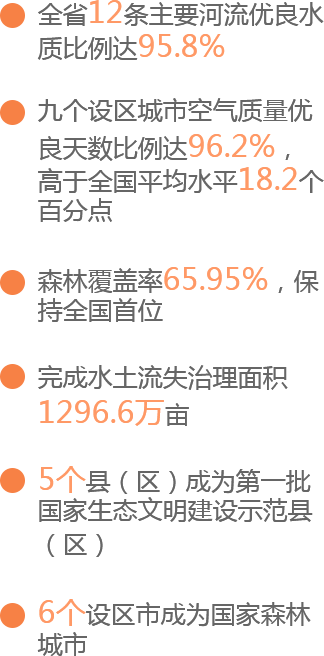 全省12条主要河流优良水
质比例达95.8%
九个设区城市空气质量优
良天数比例达96.2%，
高于全国平均水平18.2个
百分点
森林覆盖率65.95%，保
持全国首位
完成水土流失治理面积
1296.6万亩
5个县（区）成为第一批
国家生态文明建设示范县
（区）
6个设区市成为国家森林
城市